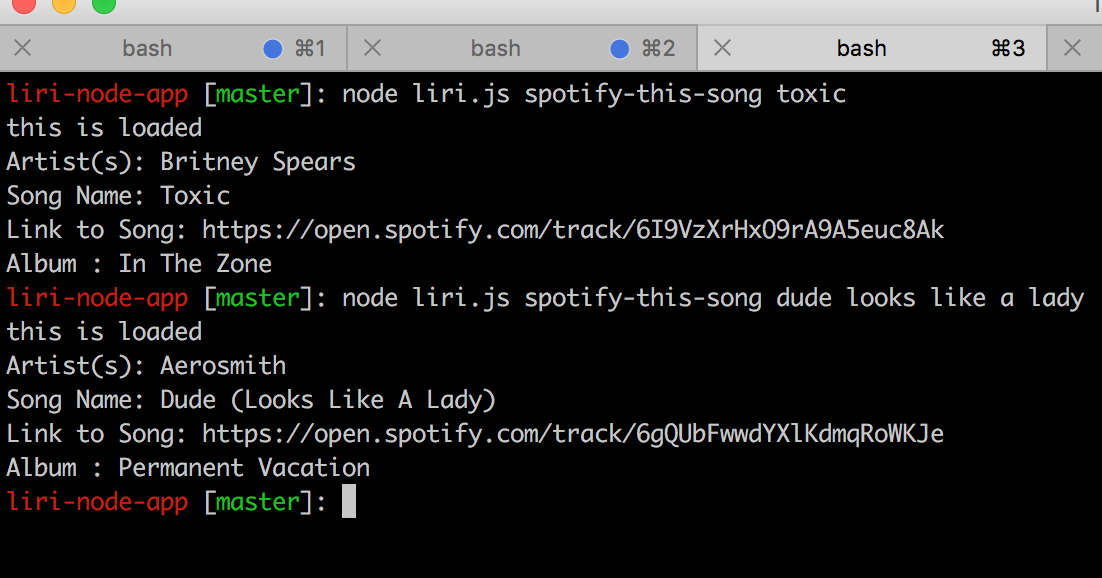 bash ⌘1 bash ⌘2 bash ⌘3
liri-node-app [master]: node liri.js spotify-this-song toxic
this is loaded
Artist(s): Britney Spears
Song Name: Toxic
Link to Song: https://open.spotify.com/track/6I9VzXrHxO9rA9A5euc8Ak
Album : In The Zone
liri-node-app [master]: node liri.js spotify-this-song dude looks like a lady
this is loaded
Artist(s): Aerosmith
Song Name: Dude (Looks Like A Lady)
Link to Song: https://open.spotify.com/track/6gQUbFwwdYXlKdmqRoWKJe
Album : Permanent Vacation
liri-node-app [master]: